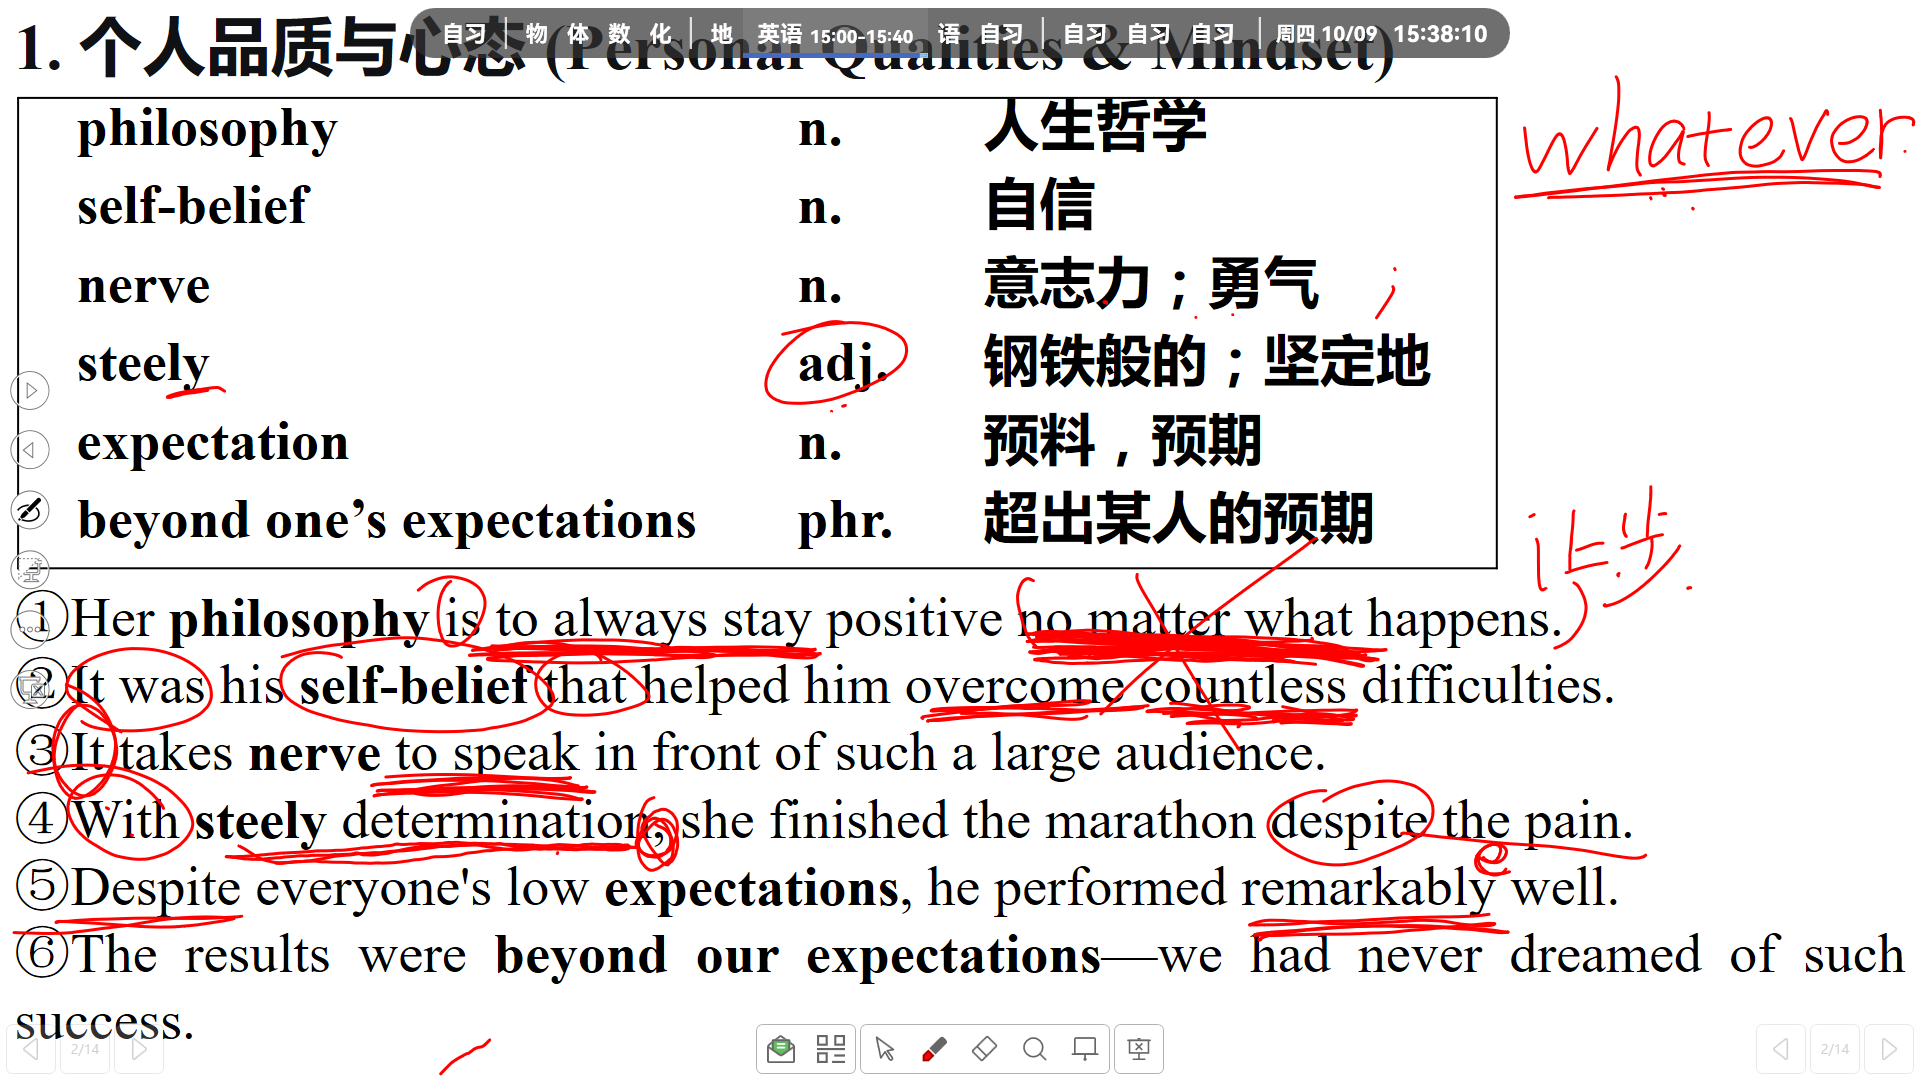 自习 | 物 体 数 化 | 地 英语 15:00-15:40 语 自习 | 自习 自习 自习 | 周四 10/09 15:38:10
1. 个人品质与心态 (Personal Qualities & Mindset)
philosophy n. 人生哲学
whatever
self-belief n. 自信
nerve n. 意志力；勇气 ;
steely adj. 钢铁般的；坚定地
expectation n. 预料，预期
beyond one’s expectations phr. 超出某人的预期
让步
①Her philosophy is to always stay positive no matter what happens.
②It was his self-belief that helped him overcome countless difficulties.
③It takes nerve to speak in front of such a large audience.
④With steely determination, she finished the marathon despite the pain.
e
⑤Despite everyone's low expectations, he performed remarkably well.
⑥The results were beyond our expectations—we had never dreamed of such
success.
2/14
2/14